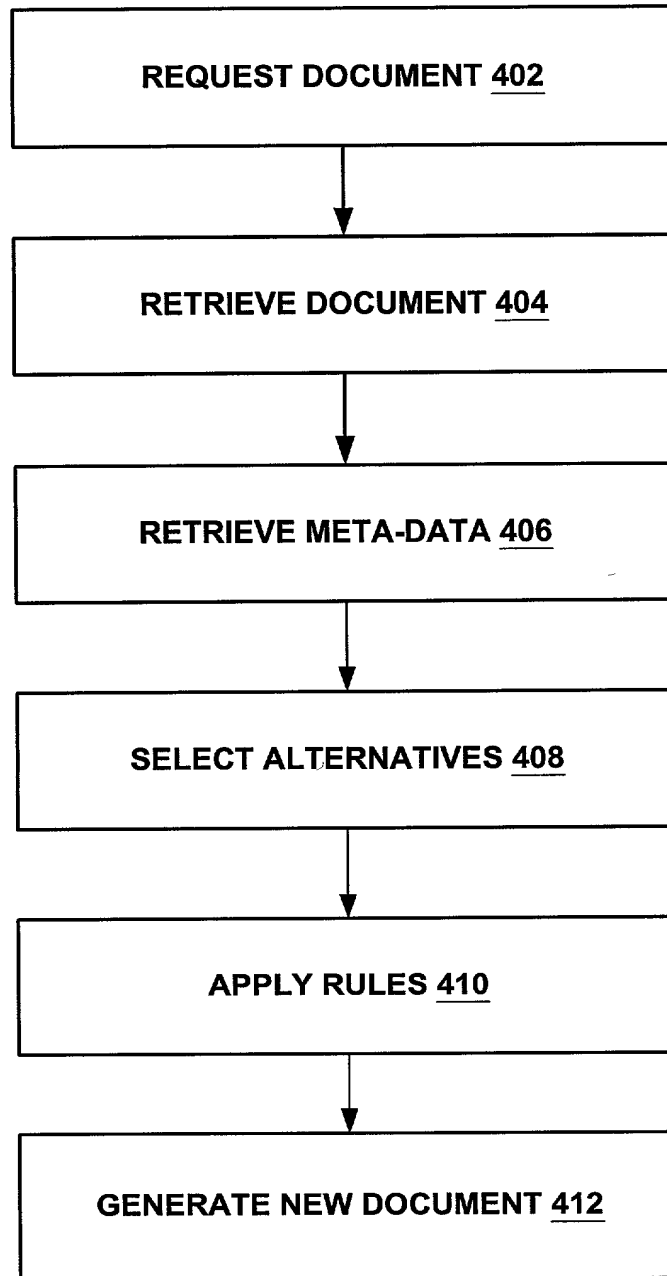 REQUEST DOCUMENT 402
RETRIEVE DOCUMENT 404
RETRIEVE META-DATA 406
SELECT ALTERNATIVES 408
APPLY RULES 410
GENERATE NEW DOCUMENT 412